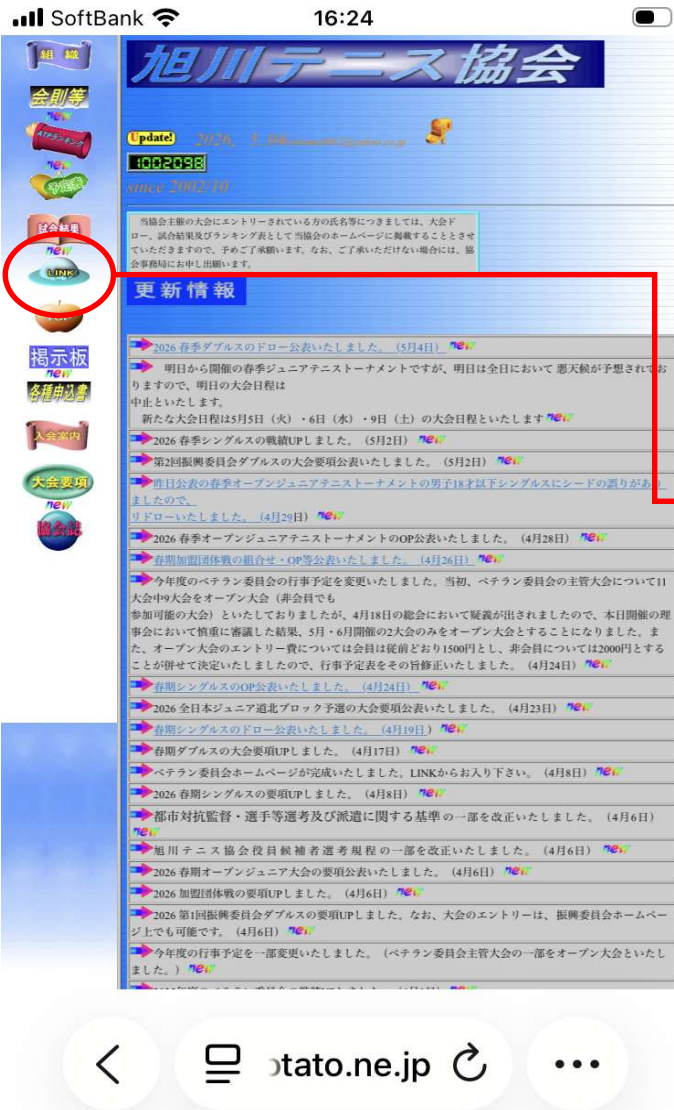 SoftBank 16:24
組織
会則等
new
ATPランキング
new
予定表
試合結果
new
LINK
TOP
掲示板
new
各種申込書
入会案内
大会要項
new
協会誌
旭川テニス協会
Update!
2026, 5,
1002098
since 2002/10
当協会主催の大会にエントリーされている方の氏名等につきましては、大会ド
ロー、試合結果及びランキング表として当協会のホームページに掲載することとさせ
ていただきますので、予めご了承願います。なお、ご了承いただけない場合には、協
会事務局にお申し出願います。
更新情報
2026 春季ダブルスのドロー公表いたしました。（5月4日） new
明日から開催の春季ジュニアテニストーナメントですが、明日は全日において 悪天候が予想されてお
りますので、明日の大会日程は
中止といたします。
新たな大会日程は5月5日（火）・6日（水）・9日（土）の大会日程といたします new
2026 春季シングルスの戦績UPしました。（5月2日） new
第2回振興委員会ダブルスの大会要項公表いたしました。（5月2日） new
昨日公表の春季オープンジュニアテニストーナメントの男子18才以下シングルスにシードの誤りがあり
ましたので、
リドローいたしました。（4月29日） new
2026 春季オープンジュニアテニストーナメントのOP公表いたしました。（4月28日） new
春期加盟団体戦の組合せ・OP等公表いたしました。（4月26日） new
今年度のベテラン委員会の行事予定を変更いたしました。当初、ベテラン委員会の主管大会について11
大会中9大会をオープン大会（非会員でも
参加可能の大会）といたしておりましたが、4月18日の総会において疑義が出されましたので、本日開催の理
事会において慎重に審議した結果、5月・6月開催の2大会のみをオープン大会とすることになりました。ま
た、オープン大会のエントリー費については会員は従前どおり1500円とし、非会員については2000円とする
ことが併せて決定いたしましたので、行事予定表をその旨修正いたしました。（4月24日） new
春期シングルスのOP公表いたしました。（4月24日） new
2026 全日本ジュニア道北ブロック予選の大会要項公表いたしました。（4月23日） new
春期シングルスのドロー公表いたしました。（4月19日） new
春期ダブルスの大会要項UPしました。（4月17日） new
ベテラン委員会ホームページが完成いたしました。LINKからお入り下さい。（4月8日） new
2026 春期シングルスの要項UPしました。（4月8日） new
都市対抗監督・選手等選考及び派遣に関する基準の一部を改正いたしました。（4月6日）
new
旭川テニス協会役員候補者選考規程の一部を改正いたしました。（4月6日） new
2026 春期オープンジュニア大会の要項公表いたしました。（4月6日） new
2026 加盟団体戦の要項UPしました。（4月6日） new
2026 第1回振興委員会ダブルスの要項UPしました。なお、大会のエントリーは、振興委員会ホームペー
ジ上でも可能です。（4月6日） new
今年度の行事予定を一部変更いたしました。（ベテラン委員会主管大会の一部をオープン大会といたし
ました。） new
otato.ne.jp